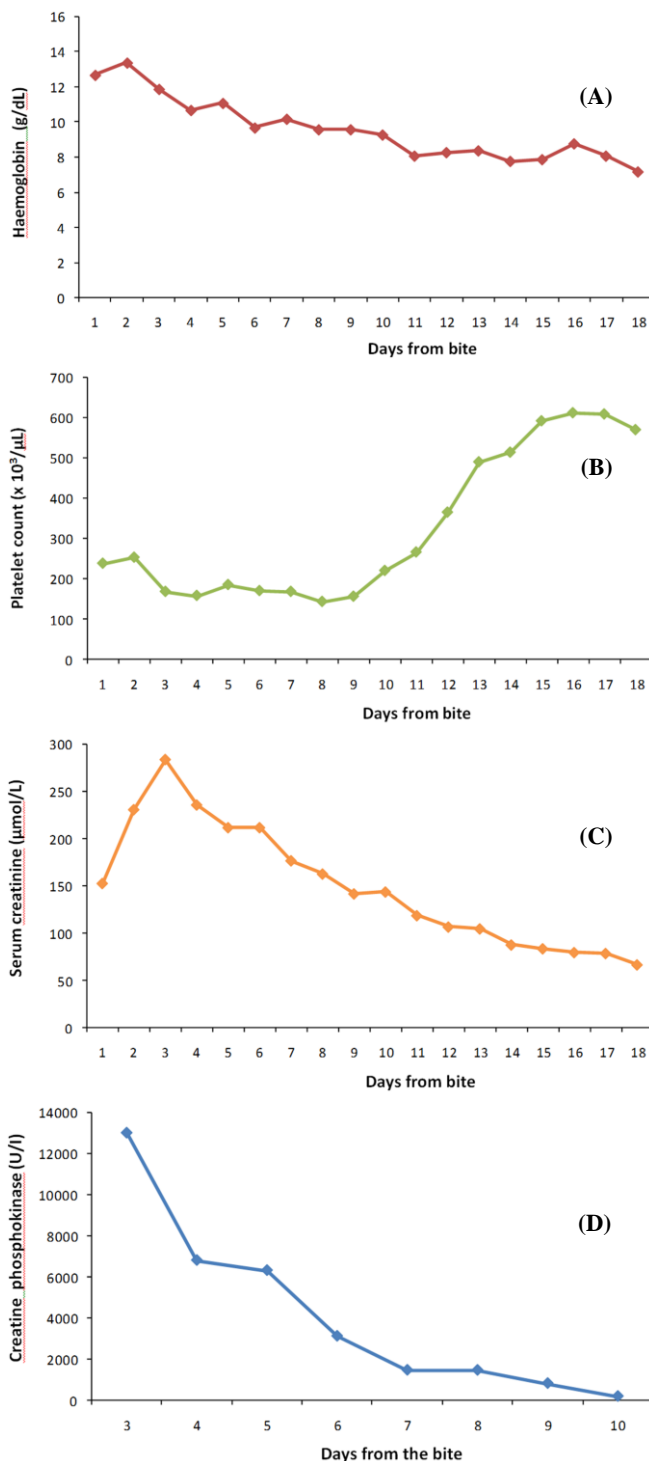 Haemoglobin (g/dL)
16
14
12
10
8
6
4
2
0
(A)
1 2 3 4 5 6 7 8 9 10 11 12 13 14 15 16 17 18
Days from bite
Platelet count (x 10³/µL)
700
600
500
400
300
200
100
0
(B)
1 2 3 4 5 6 7 8 9 10 11 12 13 14 15 16 17 18
Days from bite
Serum creatinine (µmol/L)
300
250
200
150
100
50
0
(C)
1 2 3 4 5 6 7 8 9 10 11 12 13 14 15 16 17 18
Days from bite
Creatine phosphokinase (U/l)
14000
12000
10000
8000
6000
4000
2000
0
(D)
3 4 5 6 7 8 9 10
Days from the bite